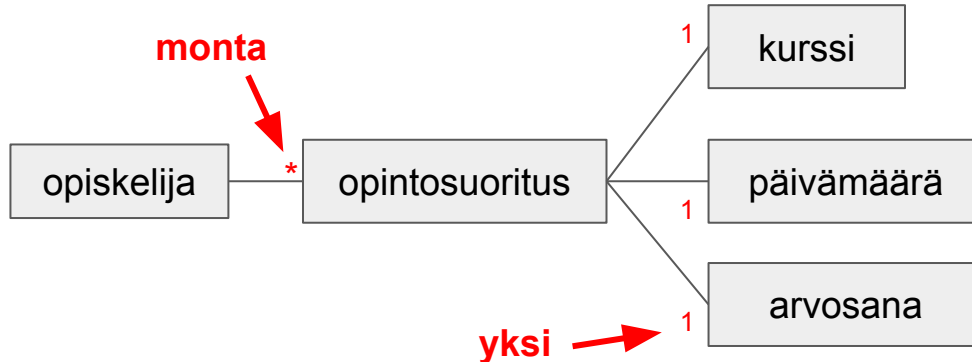 monta
1
kurssi
opiskelija
*
opintosuoritus
päivämäärä
1
arvosana
1
yksi